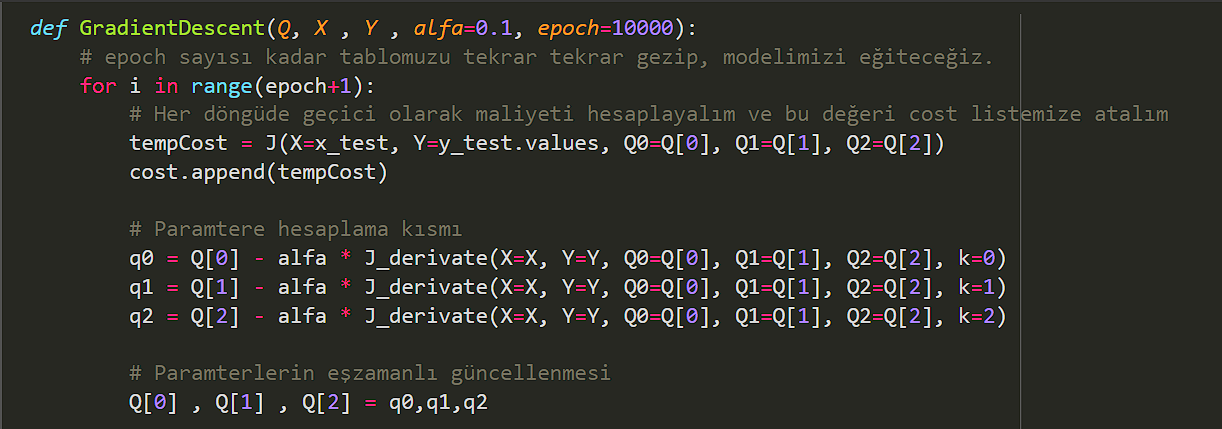 def GradientDescent(Q, X , Y , alfa=0.1, epoch=10000):
# epoch sayısı kadar tablomuzu tekrar tekrar gezip, modelimizi eğiteceğiz.
for i in range(epoch+1):
# Her döngüde geçici olarak maliyeti hesaplayalım ve bu değeri cost listemize atalım
tempCost = J(X=x_test, Y=y_test.values, Q0=Q[0], Q1=Q[1], Q2=Q[2])
cost.append(tempCost)
# Paramtere hesaplama kısmı
q0 = Q[0] - alfa * J_derivate(X=X, Y=Y, Q0=Q[0], Q1=Q[1], Q2=Q[2], k=0)
q1 = Q[1] - alfa * J_derivate(X=X, Y=Y, Q0=Q[0], Q1=Q[1], Q2=Q[2], k=1)
q2 = Q[2] - alfa * J_derivate(X=X, Y=Y, Q0=Q[0], Q1=Q[1], Q2=Q[2], k=2)
# Paramterlerin eşzamanlı güncellenmesi
Q[0] , Q[1] , Q[2] = q0,q1,q2